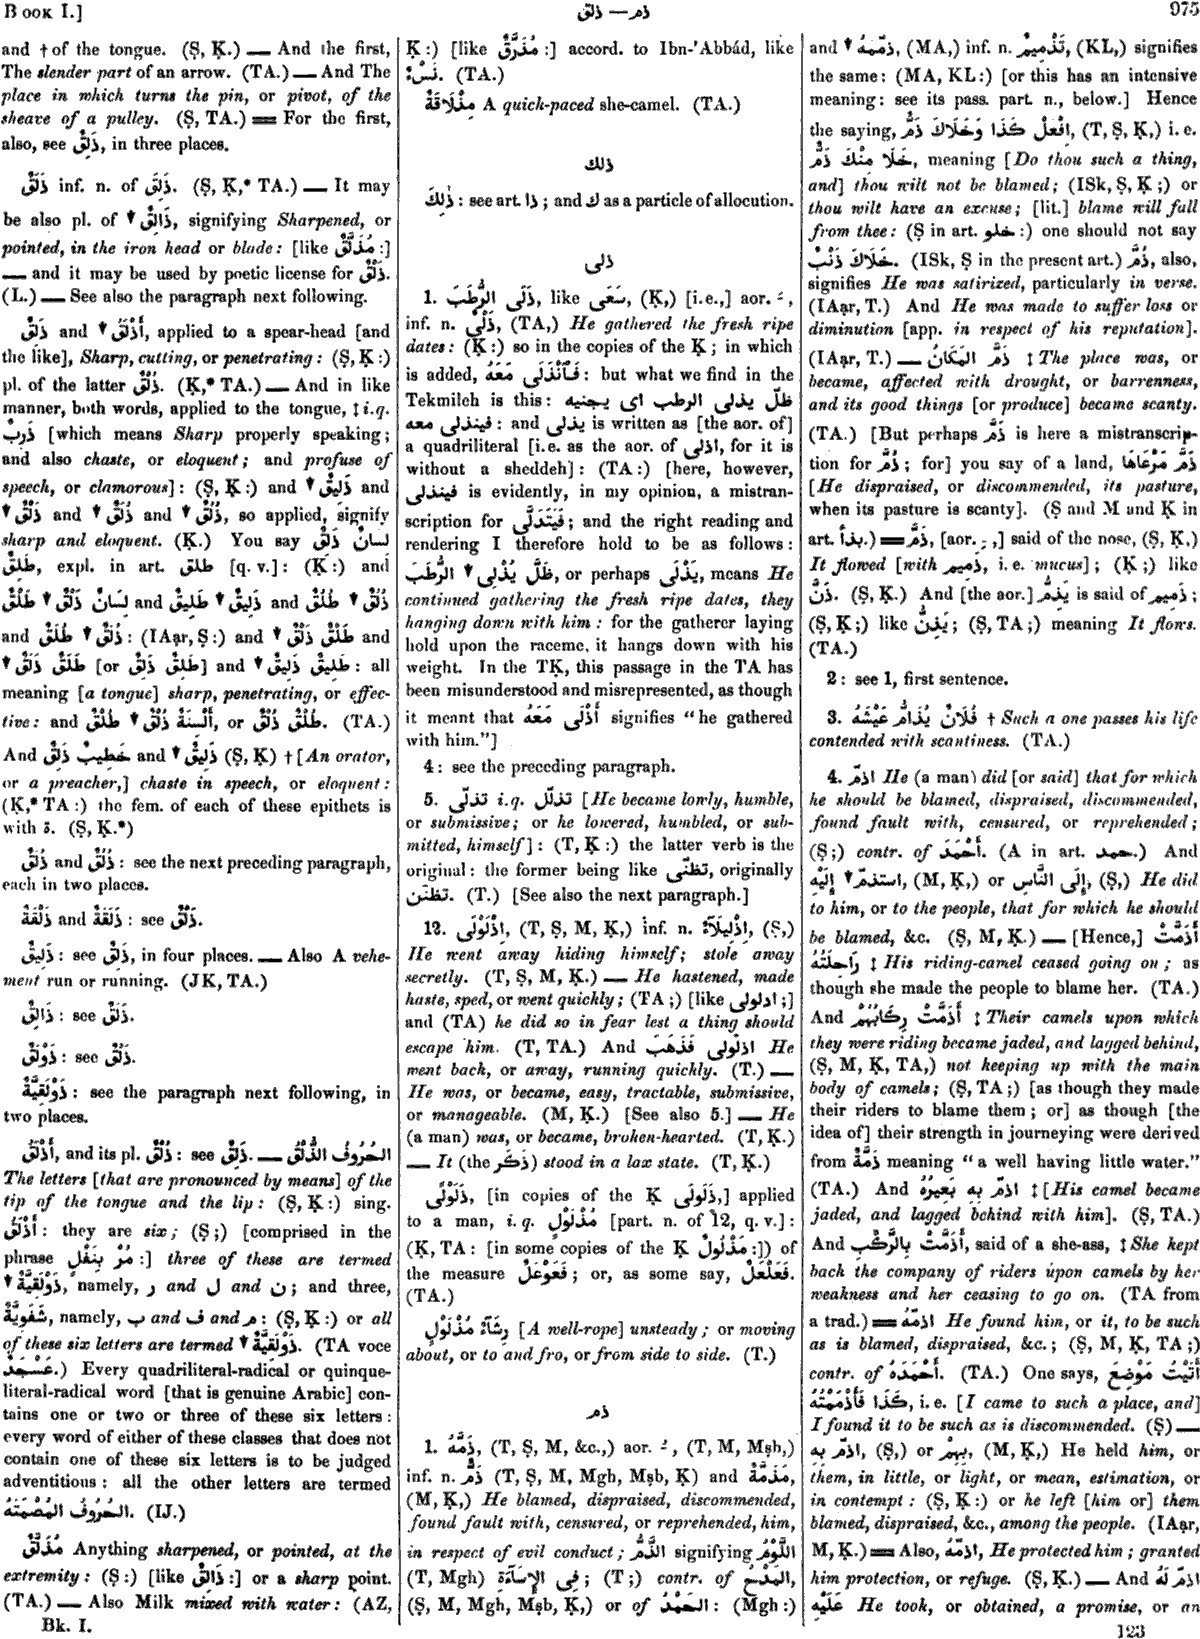 Book I.]
ذلق — ذم
975
and † of the tongue. (Ṣ, Ḳ.) — And the first,
The slender part of an arrow. (TA.) — And The
place in which turns the pin, or pivot, of the
sheave of a pulley. (Ṣ, TA.) = For the first,
also, see ذَلْقٌ, in three places.
ذَلَقٌ inf. n. of ذَلِقَ. (Ṣ, Ḳ,* TA.) — It may
be also pl. of ▼ ذَالِقٌ, signifying Sharpened, or
pointed, in the iron head or blade: [like مُذَلَّقٌ:]
— and it may be used by poetic license for ذَلْقٌ.
(L.) — See also the paragraph next following.
ذَلِقٌ and ▼ أَذْلَقُ, applied to a spear-head [and
the like], Sharp, cutting, or penetrating: (Ṣ, Ḳ:)
pl. of the latter ذُلْقٌ. (Ḳ,* TA.) — And in like
manner, both words, applied to the tongue, ‡ i. q.
ذَرِبٌ [which means Sharp properly speaking;
and also chaste, or eloquent; and profuse of
speech, or clamorous]: (Ṣ, Ḳ:) and ▼ ذَلِيقٌ and
▼ ذَلْقٌ and ▼ ذُلَقٌ and ▼ ذُلُقٌ, so applied, signify
sharp and eloquent. (Ḳ.) You say لِسَانٌ ذَلِقٌ
طَلِقٌ, expl. in art. طلق [q. v.]: (Ḳ:) and
meaning [a tongue] sharp, penetrating, or effec-
tive: and أَلْسِنَةٌ ذُلْقٌ ▼ طُلْقٌ, or طُلُقٌ ذُلُقٌ. (TA.)
And خَطِيبٌ ذَلِقٌ and ▼ ذَلِيقٌ (Ṣ, Ḳ) † [An orator,
or a preacher,] chaste in speech, or eloquent:
(Ḳ,* TA:) the fem. of each of these epithets is
with ة. (Ṣ, Ḳ.*)
ذُلَقٌ and ذُلُقٌ: see the next preceding paragraph,
each in two places.
ذَلْقَةٌ and ذَلَقَةٌ: see ذَلْقٌ.
ذَلِيقٌ: see ذَلِقٌ, in four places. — Also A vehe-
ment run or running. (JK, TA.)
ذَالِقٌ: see ذَلَقٌ.
ذَوْلَقٌ: see ذَلْقٌ.
ذَوْلَقِيَّةٌ: see the paragraph next following, in
two places.
أَذْلَقُ, and its pl. ذُلْقٌ: see ذَلِقٌ. — الحُرُوفُ الذُّلْقُ
The letters [that are pronounced by means] of the
tip of the tongue and the lip: (Ṣ, Ḳ:) sing.
أَذْلَقُ: they are six; (Ṣ;) [comprised in the
phrase مُرْ بِنَفْلٍ:] three of these are termed
▼ ذَوْلَقِيَّةٌ, namely, ر and ل and ن; and three,
شَفَوِيَّةٌ, namely, ب and ف and م: (Ṣ, Ḳ:) or all
of these six letters are termed ▼ ذَوْلَقِيَّةٌ. (TA voce
عَسْجَدٌ.) Every quadriliteral-radical or quinque-
literal-radical word [that is genuine Arabic] con-
tains one or two or three of these six letters:
every word of either of these classes that does not
contain one of these six letters is to be judged
adventitious: all the other letters are termed
الحُرُوفُ المُصْمَتَةُ. (IJ.)
مُذَلَّقٌ Anything sharpened, or pointed, at the
extremity: (Ṣ:) [like ذَالِقٌ:] or a sharp point.
(TA.) — Also Milk mixed with water: (AZ,
Bk. I.
Ḳ:) [like مُذَرَّقٌ:] accord. to Ibn-'Abbád, like
نَسْءٌ. (TA.)
مِذْلَاقَةٌ A quick-paced she-camel. (TA.)
ذلك
ذٰلِكَ: see art. ذا; and ك as a particle of allocution.
ذلى
1. ذَلَى الرُّطَبَ, like سَعَى, (Ḳ,) [i.e.,] aor. ـَ,
inf. n. ذَلْيٌ, (TA,) He gathered the fresh ripe
dates: (Ḳ:) so in the copies of the Ḳ; in which
is added, فَٱنْذَلَى مَعَهُ: but what we find in the
Tekmileh is this: ظلّ يذلى الرطب اى يجنيه
فينذلى معه: and يذلى is written as [the aor. of]
a quadriliteral [i.e. as the aor. of اذلى, for it is
without a sheddeh]: (TA:) [here, however,
فينذلى is evidently, in my opinion, a mistran-
scription for فَيَتَدَلَّى; and the right reading and
rendering I therefore hold to be as follows:
ظَلَّ يُذْلِى ▼ الرُّطَبَ, or perhaps يَذْلَى, means He
continued gathering the fresh ripe dates, they
hanging down with him: for the gatherer laying
hold upon the raceme, it hangs down with his
weight. In the TḲ, this passage in the TA has
been misunderstood and misrepresented, as though
it meant that أَذْلَى مَعَهُ signifies "he gathered
with him."]
4: see the preceding paragraph.
5. تذلّى i. q. تذلّل [He became lowly, humble,
or submissive; or he lowered, humbled, or sub-
mitted, himself]: (T, Ḳ:) the latter verb is the
original: the former being like تظنّى, originally
تظنّن. (T.) [See also the next paragraph.]
12. اِذْلَوْلَى, (T, Ṣ, M, Ḳ,) inf. n. اِذْلِيلَآءٌ, (Ṣ,)
He went away hiding himself; stole away
secretly. (T, Ṣ, M, Ḳ.) — He hastened, made
haste, sped, or went quickly; (TA;) [like ادلولى;]
and (TA) he did so in fear lest a thing should
escape him. (T, TA.) And اذلولى فَذَهَبَ He
went back, or away, running quickly. (T.) —
He was, or became, easy, tractable, submissive,
or manageable. (M, Ḳ.) [See also 5.] — He
(a man) was, or became, broken-hearted. (T, Ḳ.)
— It (the ذَكَر) stood in a lax state. (T, Ḳ.)
ذَلَوْلًى, [in copies of the Ḳ ذَلَوْلَى,] applied
to a man, i. q. مُذْلَوْلٍ [part. n. of 12, q. v.]:
(Ḳ, TA: [in some copies of the Ḳ مَذْلُولٌ:]) of
the measure فَعَوْعَلٌ; or, as some say, فَعَلْعَلٌ.
(TA.)
رِشَآءٌ مُذْلَوْلٍ [A well-rope] unsteady; or moving
about, or to and fro, or from side to side. (T.)
ذم
1. ذَمَّهُ, (T, Ṣ, M, &c.,) aor. ـُ, (T, M, Mṣb,)
inf. n. ذَمٌّ (T, Ṣ, M, Mgh, Mṣb, Ḳ) and مَذَمَّةٌ,
(M, Ḳ,) He blamed, dispraised, discommended,
found fault with, censured, or reprehended, him,
in respect of evil conduct; الذَّمُّ signifying اللَّوْمُ
فِى الإِسَآءَةِ; (T, Mgh) (T;) contr. of المَدْحُ,
(Ṣ, M, Mgh, Mṣb, Ḳ,) or of الحَمْدُ: (Mgh:)
and ▼ ذَمَّمَهُ, (MA,) inf. n. تَذْمِيمٌ, (KL,) signifies
the same: (MA, KL:) [or this has an intensive
meaning: see its pass. part. n., below.] Hence
the saying, اِفْعَلْ كَذَا وَخَلَاكَ ذَمٌّ, (T, Ṣ, Ḳ,) i. e.
خَلَا مِنْكَ ذَمٌّ, meaning [Do thou such a thing,
and] thou wilt not be blamed; (ISk, Ṣ, Ḳ;) or
thou wilt have an excuse; [lit.] blame will fall
from thee: (Ṣ in art. خلو:) one should not say
خَلَاكَ ذَنْبٌ. (ISk, Ṣ in the present art.) ذُمَّ, also,
signifies He was satirized, particularly in verse.
(IAạr, T.) And He was made to suffer loss or
diminution [app. in respect of his reputation].
(IAạr, T.) — ذَمَّ المَكَانُ ‡ The place was, or
became, affected with drought, or barrenness,
and its good things [or produce] became scanty.
(TA.) [But perhaps ذَمَّ is here a mistranscrip-
tion for ذُمَّ; for] you say of a land, ذَمَّ مَرْعَاهَا
[He dispraised, or discommended, its pasture,
when its pasture is scanty]. (Ṣ and M and Ḳ in
art. بذأ.) = ذَمَّ, [aor. ـِ,] said of the nose, (Ṣ, Ḳ,)
It flowed [with ذَمِيم, i. e. mucus]; (Ḳ;) like
ذَنَّ. (Ṣ, Ḳ.) And [the aor.] يَذِمُّ is said of ذَمِيم;
(Ṣ, Ḳ;) like يَذِنُّ; (Ṣ, TA;) meaning It flows.
(TA.)
2: see 1, first sentence.
3. فُلَانٌ يُذَامُّ عَيْشَهُ † Such a one passes his life
contended with scantiness. (TA.)
4. اذمّ He (a man) did [or said] that for which
he should be blamed, dispraised, discommended,
found fault with, censured, or reprehended;
(Ṣ;) contr. of أَحْمَدَ. (A in art. حمد.) And
استذمّ ▼ إِلَيْهِ, (M, Ḳ,) or إِلَى النَّاسِ, (Ṣ,) He did
to him, or to the people, that for which he should
be blamed, &c. (Ṣ, M, Ḳ.) — [Hence,] أَذَمَّتْ
رَاحِلَتُهُ ‡ His riding-camel ceased going on; as
though she made the people to blame her. (TA.)
And أَذَمَّتْ رِكَابُهُمْ ‡ Their camels upon which
they were riding became jaded, and lagged behind,
(Ṣ, M, Ḳ, TA,) not keeping up with the main
body of camels; (Ṣ, TA;) [as though they made
their riders to blame them; or] as though [the
idea of] their strength in journeying were derived
from ذَمَّةٌ meaning "a well having little water."
(TA.) And اذمّ بِهِ بَعِيرُهُ ‡ [His camel became
jaded, and lagged behind with him]. (Ṣ, TA.)
And أَذَمَّتْ بِالرَّكْبِ, said of a she-ass, ‡ She kept
back the company of riders upon camels by her
weakness and her ceasing to go on. (TA from
a trad.) = اذمّهُ He found him, or it, to be such
as is blamed, dispraised, &c.; (Ṣ, M, Ḳ, TA;)
contr. of أَحْمَدَهُ. (TA.) One says, أَتَيْتُ مَوْضِعَ
كَذَا فَأَذْمَمْتُهُ, i. e. [I came to such a place, and]
I found it to be such as is discommended. (Ṣ) —
اذمّ بِهِ, (Ṣ,) or بِهِمْ, (M, Ḳ,) He held him, or
them, in little, or light, or mean, estimation, or
in contempt: (Ṣ, Ḳ:) or he left [him or] them
blamed, dispraised, &c., among the people. (IAạr,
M, Ḳ.) = Also, اذمّهُ, He protected him; granted
him protection, or refuge. (Ṣ, Ḳ.) — And اذمّ لَهُ
عَلَيْهِ He took, or obtained, a promise, or an
123